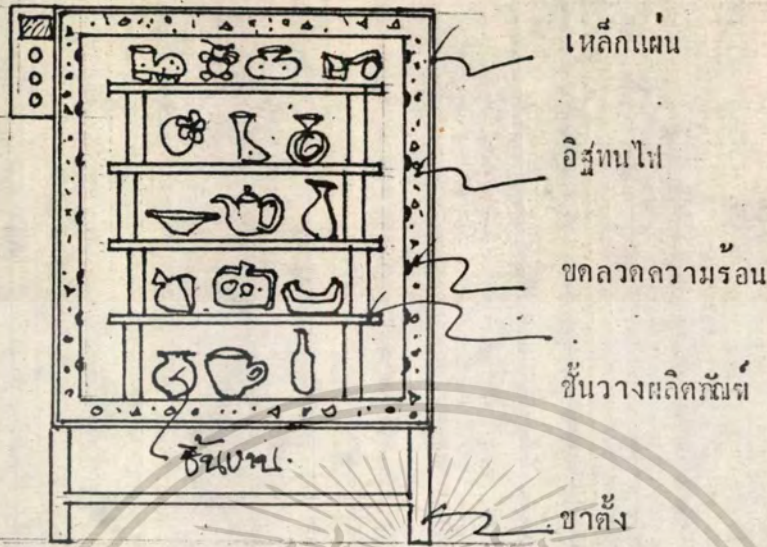 เหล็กแผ่น
อิฐทนไฟ
ขดลวดความร้อน
ชั้นวางผลิตภัณฑ์
ชิ้นงาน.
ขาตั้ง